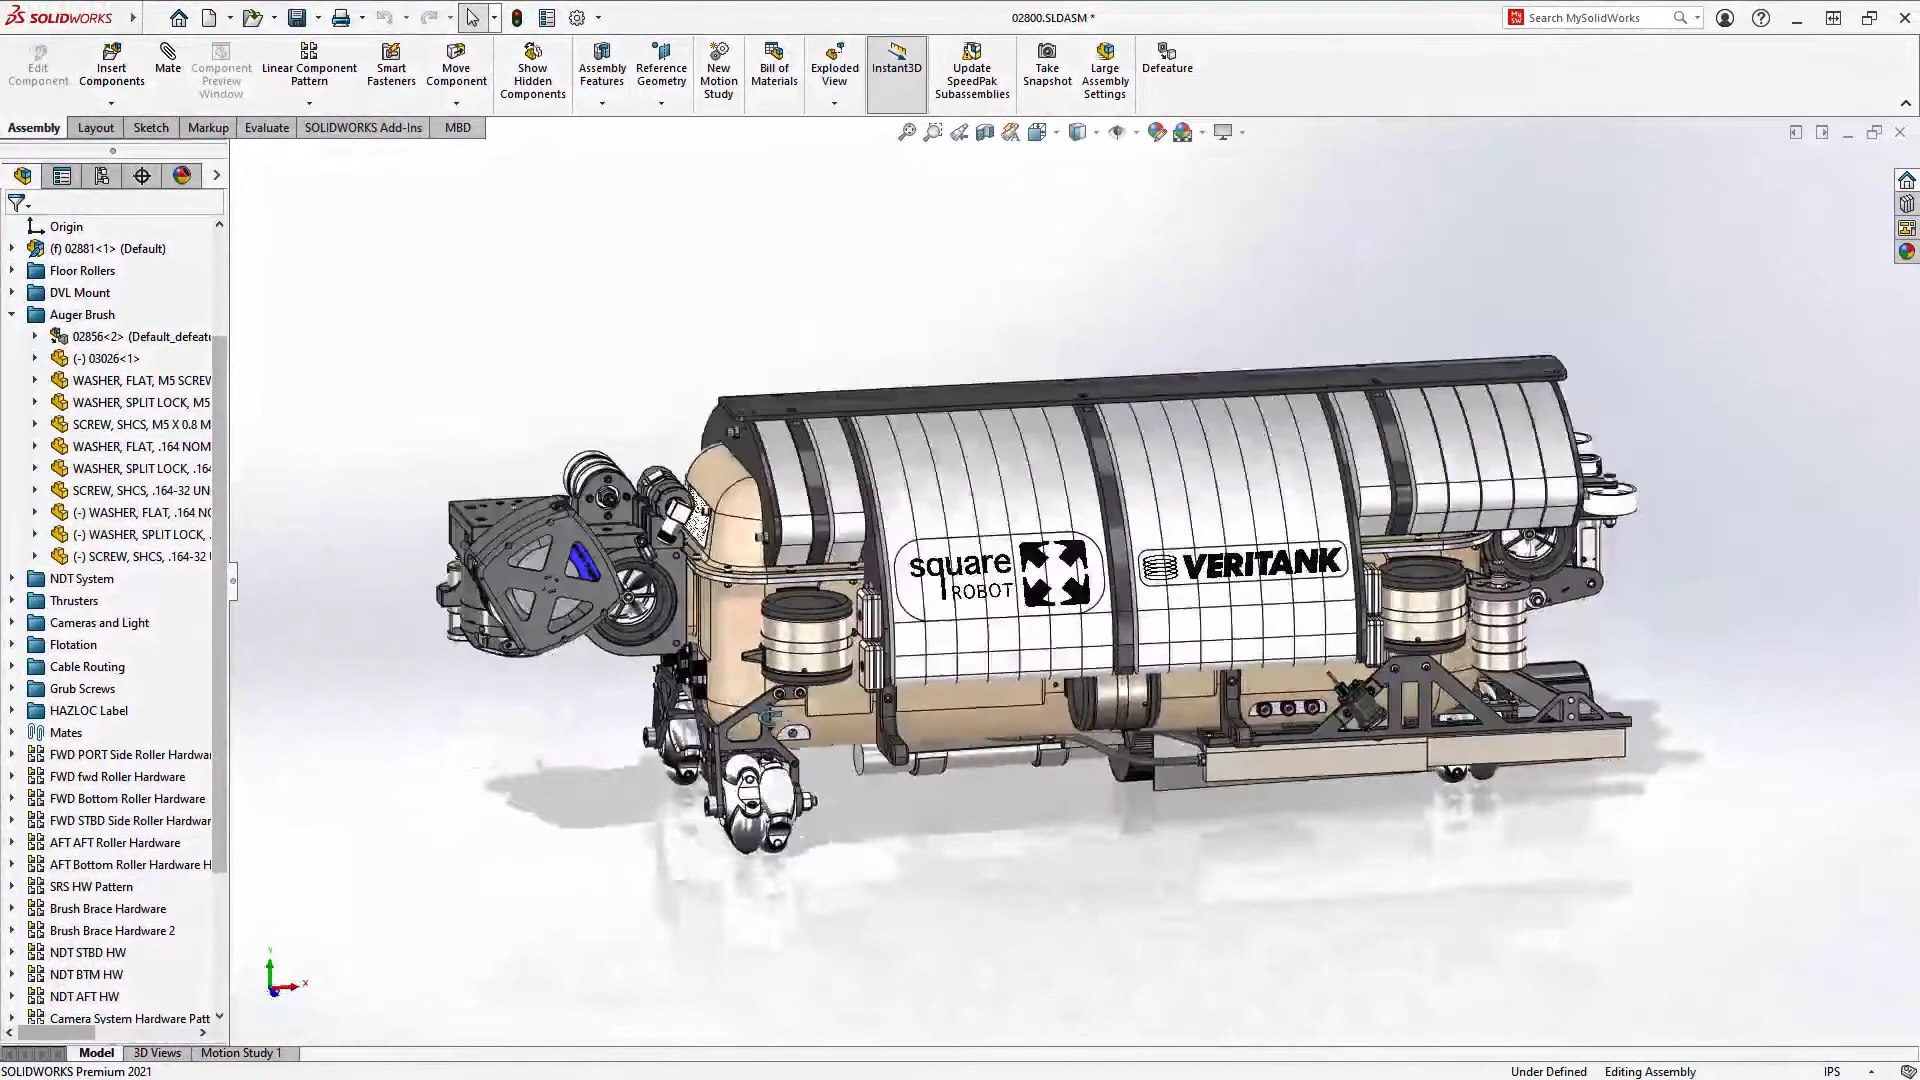 SOLIDWORKS
02800.SLDASM *
Search MySolidWorks
Edit Component
Insert Components
Mate
Component Preview Window
Linear Component Pattern
Smart Fasteners
Move Component
Show Hidden Components
Assembly Features
Reference Geometry
New Motion Study
Bill of Materials
Exploded View
Instant3D
Update SpeedPak Subassemblies
Take Snapshot
Large Assembly Settings
Defeature
Assembly
Layout
Sketch
Markup
Evaluate
SOLIDWORKS Add-Ins
MBD
Origin
(f) 02881<1> (Default)
Floor Rollers
DVL Mount
Auger Brush
02856<2> (Default_defeatu
(-) 03026<1>
WASHER, FLAT, M5 SCREW
WASHER, SPLIT LOCK, M5
SCREW, SHCS, M5 X 0.8 M
WASHER, FLAT, .164 NOM
WASHER, SPLIT LOCK, .164
SCREW, SHCS, .164-32 UN
(-) WASHER, FLAT, .164 NO
(-) WASHER, SPLIT LOCK, .
(-) SCREW, SHCS, .164-32
NDT System
Thrusters
Cameras and Light
Flotation
Cable Routing
Grub Screws
HAZLOC Label
Mates
FWD PORT Side Roller Hardwa
FWD fwd Roller Hardware
FWD Bottom Roller Hardware
FWD STBD Side Roller Hardwar
AFT AFT Roller Hardware
AFT Bottom Roller Hardware H
SRS HW Pattern
Brush Brace Hardware
Brush Brace Hardware 2
NDT STBD HW
NDT BTM HW
NDT AFT HW
Camera System Hardware Patt
square
ROBOT
VERITANK
Y
X
Model
3D Views
Motion Study 1
SOLIDWORKS Premium 2021
Under Defined
Editing Assembly
IPS